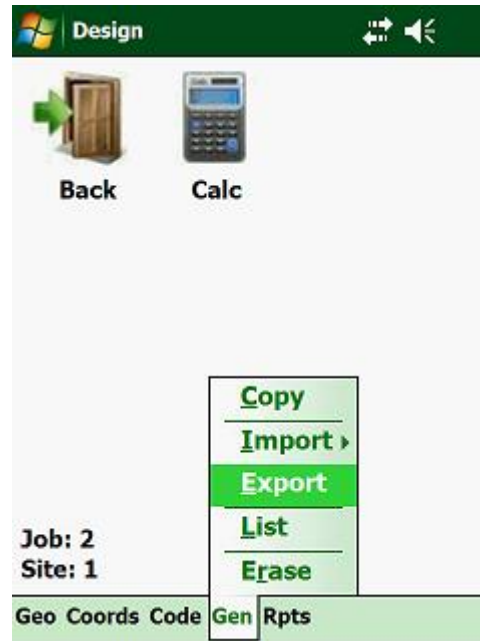 Design
Back Calc
Copy
Import
Export
List
Erase
Job: 2
Site: 1
Geo Coords Code Gen Rpts